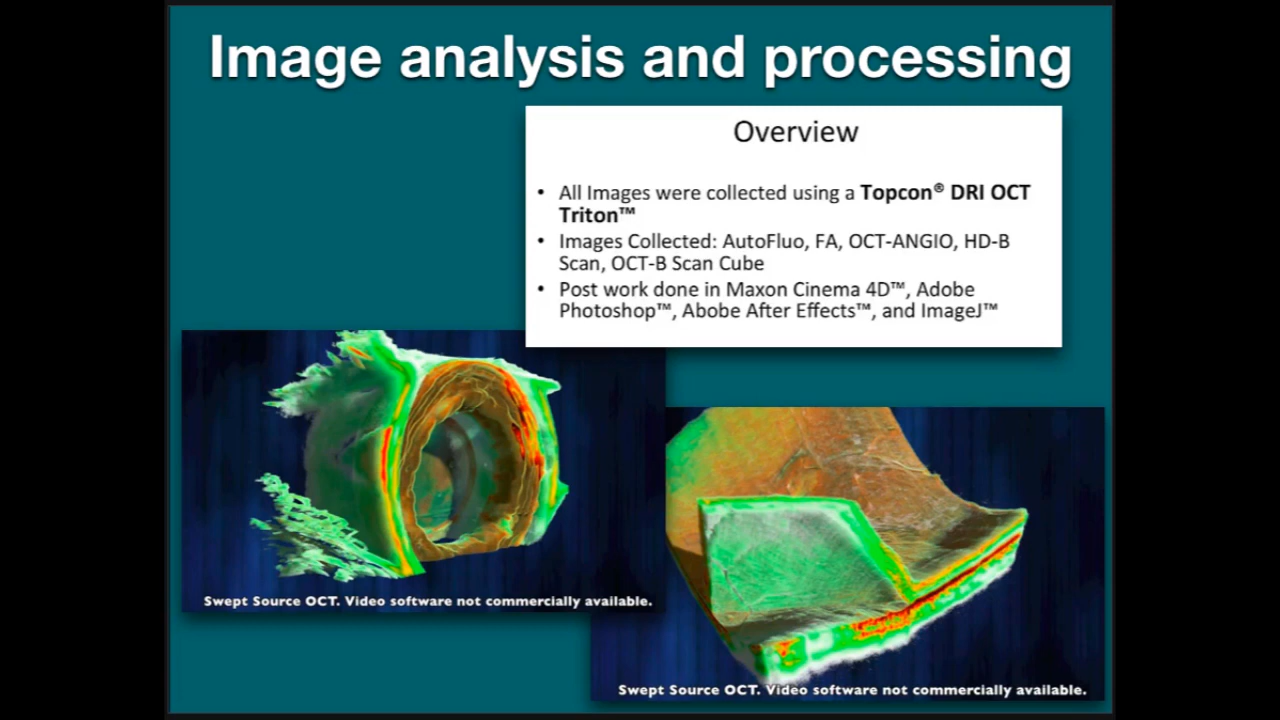 Image analysis and processing
Overview
• All Images were collected using a Topcon® DRI OCT
Triton™
• Images Collected: AutoFluo, FA, OCT-ANGIO, HD-B
Scan, OCT-B Scan Cube
• Post work done in Maxon Cinema 4D™, Adobe
Photoshop™, Abobe After Effects™, and ImageJ™
Swept Source OCT. Video software not commercially available.
Swept Source OCT. Video software not commercially available.